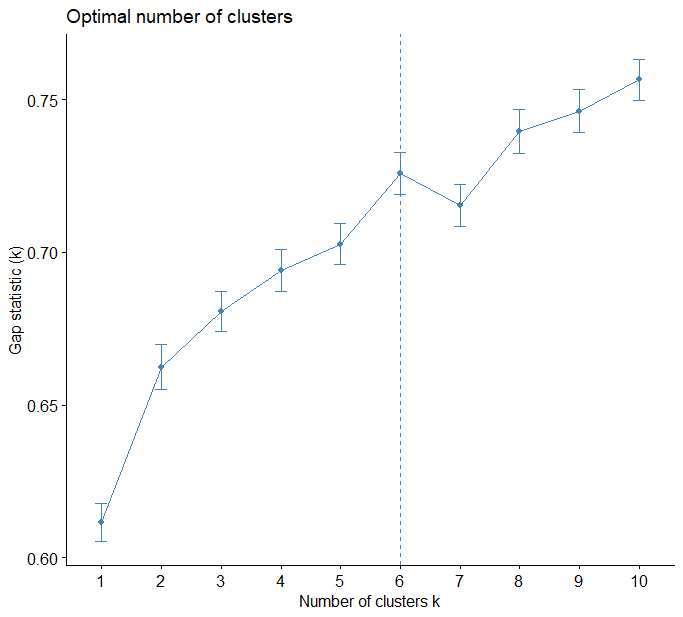 Optimal number of clusters
Gap statistic (k)
0.75
0.70
0.65
0.60
1 2 3 4 5 6 7 8 9 10
Number of clusters k